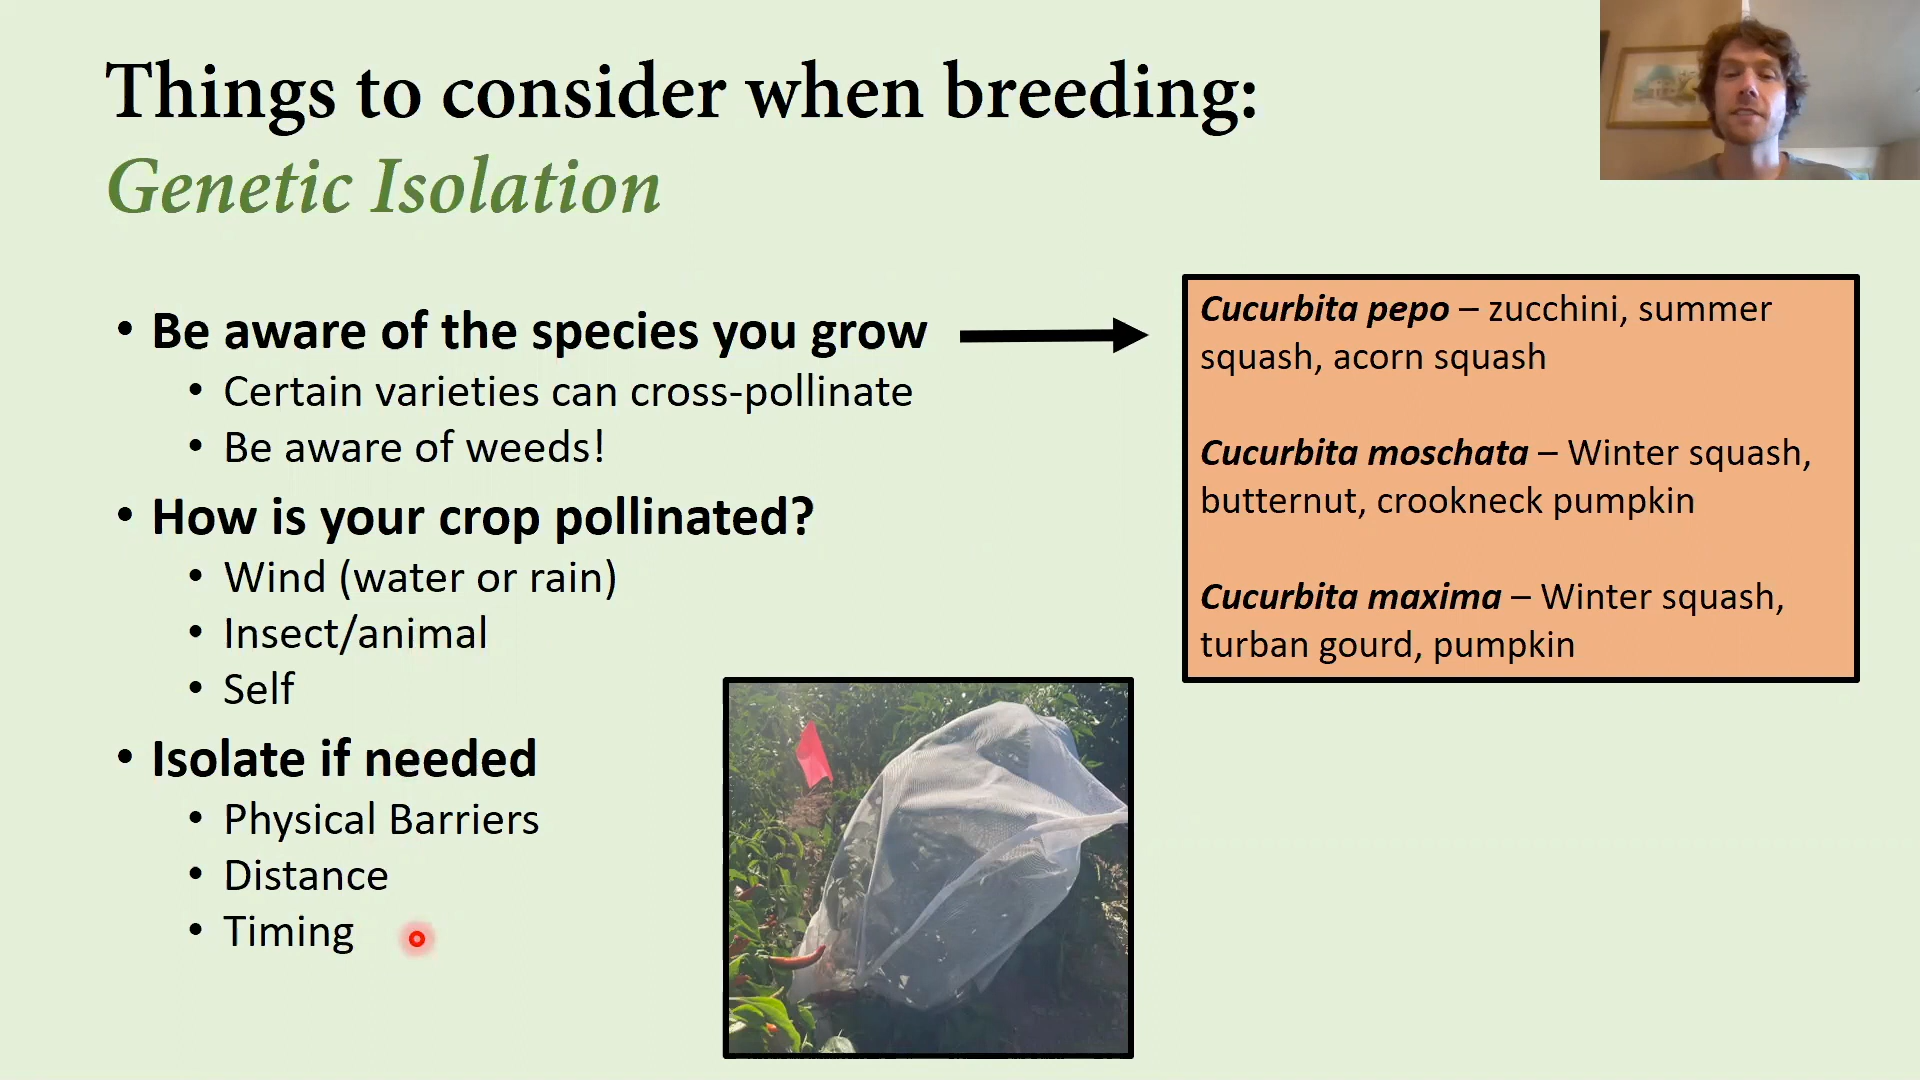 Things to consider when breeding:
Genetic Isolation
• Be aware of the species you grow
• Certain varieties can cross-pollinate
• Be aware of weeds!
• How is your crop pollinated?
• Wind (water or rain)
• Insect/animal
• Self
• Isolate if needed
• Physical Barriers
• Distance
• Timing
Cucurbita pepo – zucchini, summer
squash, acorn squash
Cucurbita moschata – Winter squash,
butternut, crookneck pumpkin
Cucurbita maxima – Winter squash,
turban gourd, pumpkin